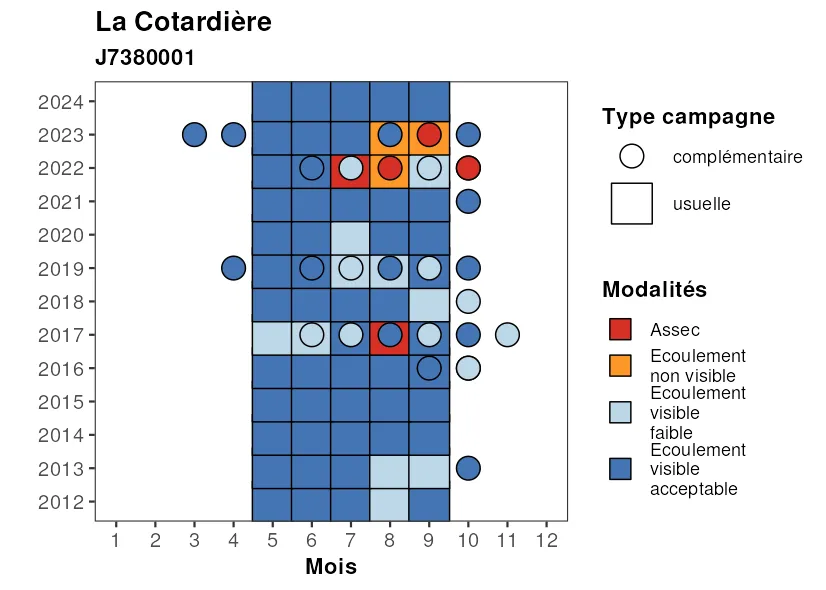 La Cotardière
J7380001
2024
2023
2022
2021
2020
2019
2018
2017
2016
2015
2014
2013
2012
1 2 3 4 5 6 7 8 9 10 11 12
Mois
Type campagne
complémentaire
usuelle
Modalités
Assec
Ecoulement
non visible
Ecoulement
visible
faible
Ecoulement
visible
acceptable